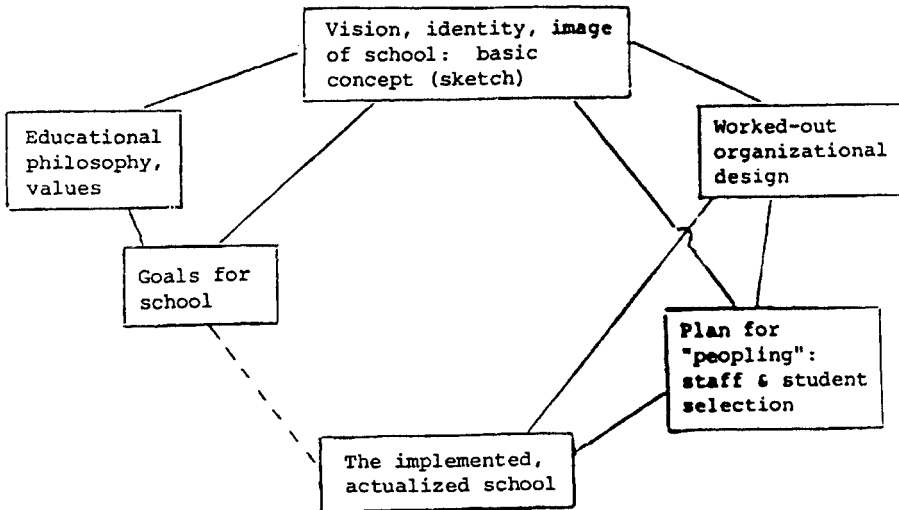 Vision, identity, image
of school: basic
concept (sketch)
Educational
philosophy,
values
Worked-out
organizational
design
Goals for
school
Plan for
"peopling":
staff & student
selection
The implemented,
actualized school